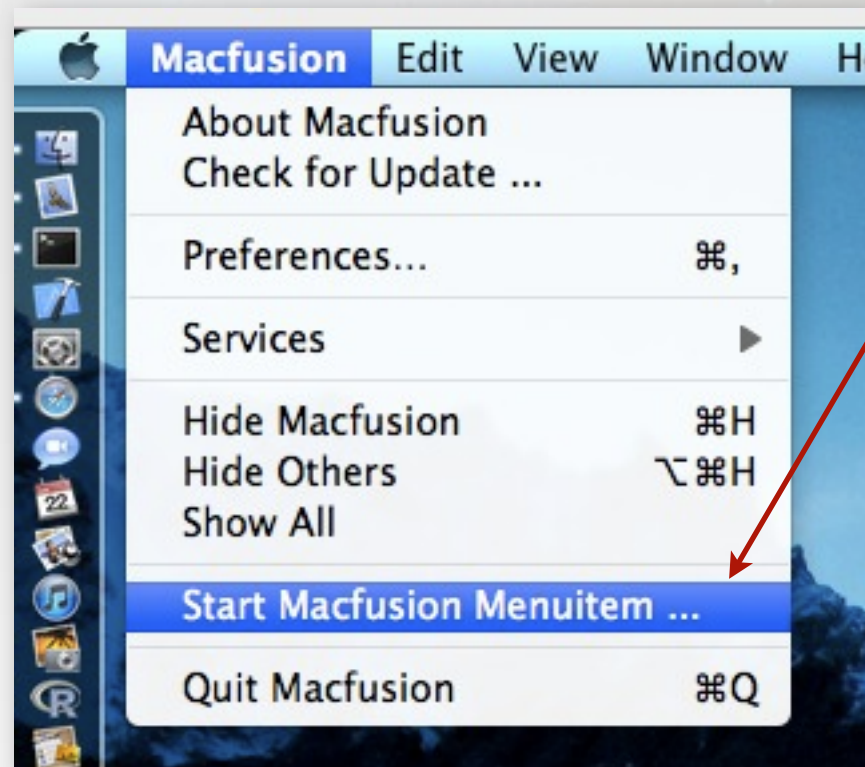 Macfusion Edit View Window
About Macfusion
Check for Update ...
Preferences... ⌘,
Services ▶
Hide Macfusion ⌘H
Hide Others ⌥⌘H
Show All
Start Macfusion Menuitem ...
Quit Macfusion ⌘Q
22
R